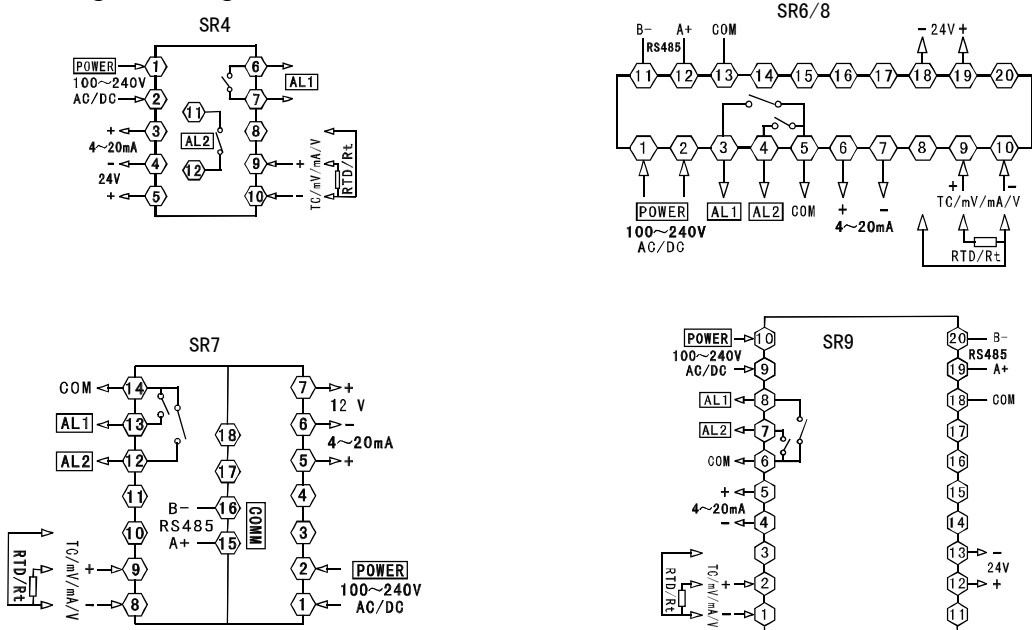 SR4
POWER 1 6 AL1
100～240V
AC/DC 2 11 7
+ 3 AL2 8
4～20mA
- 4 12 9 +
24V
+ 5 10 -
TC/mV/mA/V
RTD/Rt
SR6/8
B- A+ COM - 24V +
RS485
11 12 13 14 15 16 17 18 19 20
1 2 3 4 5 6 7 8 9 10
+ -
POWER AL1 AL2 COM + - TC/mV/mA/V
100～240V 4～20mA
AC/DC RTD/Rt
SR7
COM 14 7 +
12 V
AL1 13 6 -
18 4～20mA
AL2 12 5 +
17
11 4
B- 16
RS485 COMM
10 A+ 15 3
+ 9 2 POWER
100～240V
- 8 1 AC/DC
TC/mV/mA/V
RTD/Rt
SR9
POWER 10 20 B-
100～240V RS485
AC/DC 9 19 A+
AL1 8 18 COM
AL2 7 17
COM 6 16
+ 5 15
4～20mA
- 4 14
3 13 -
24V
+ 2 12 +
- 1 11
TC/mV/mA/V
RTD/Rt